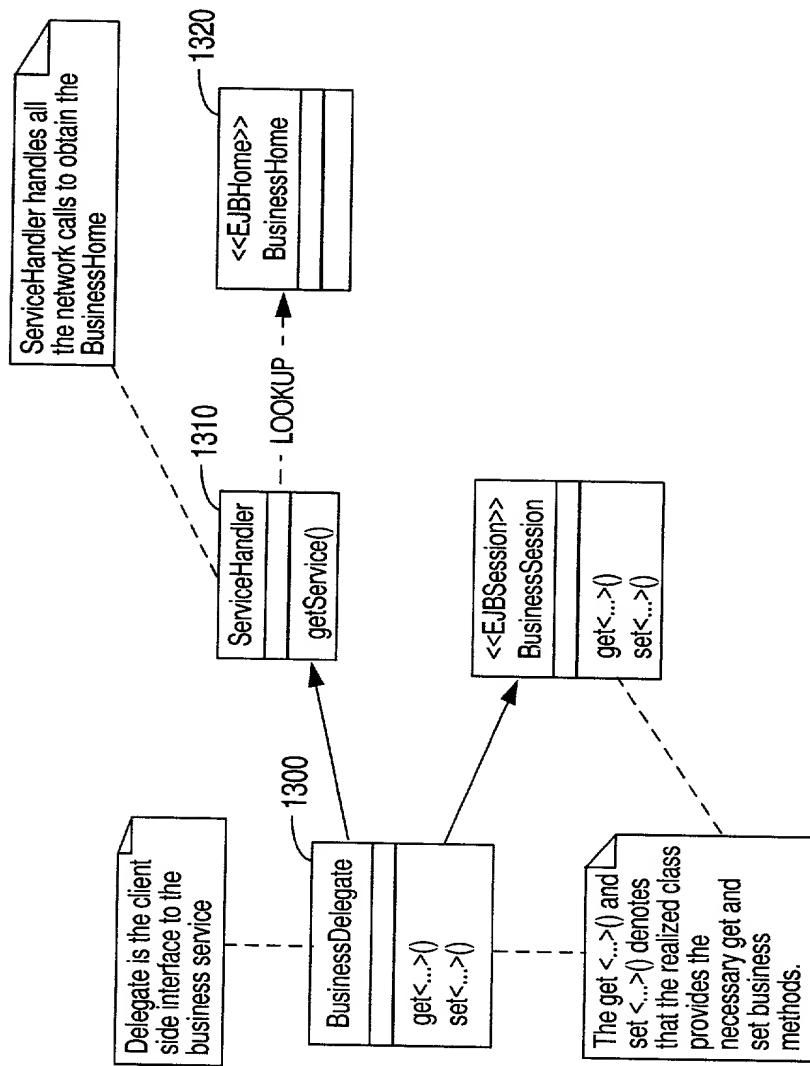 Delegate is the client
side interface to the
business service
1300
BusinessDelegate
get<...>()
set<...>()
The get <...>() and
set <...>() denotes
that the realized class
provides the
necessary get and
set business
methods.
ServiceHandler handles all
the network calls to obtain the
BusinessHome
1310
ServiceHandler
getService()
LOOKUP
1320
<<EJBHome>>
BusinessHome
<<EJBSession>>
BusinessSession
get<...>()
set<...>()